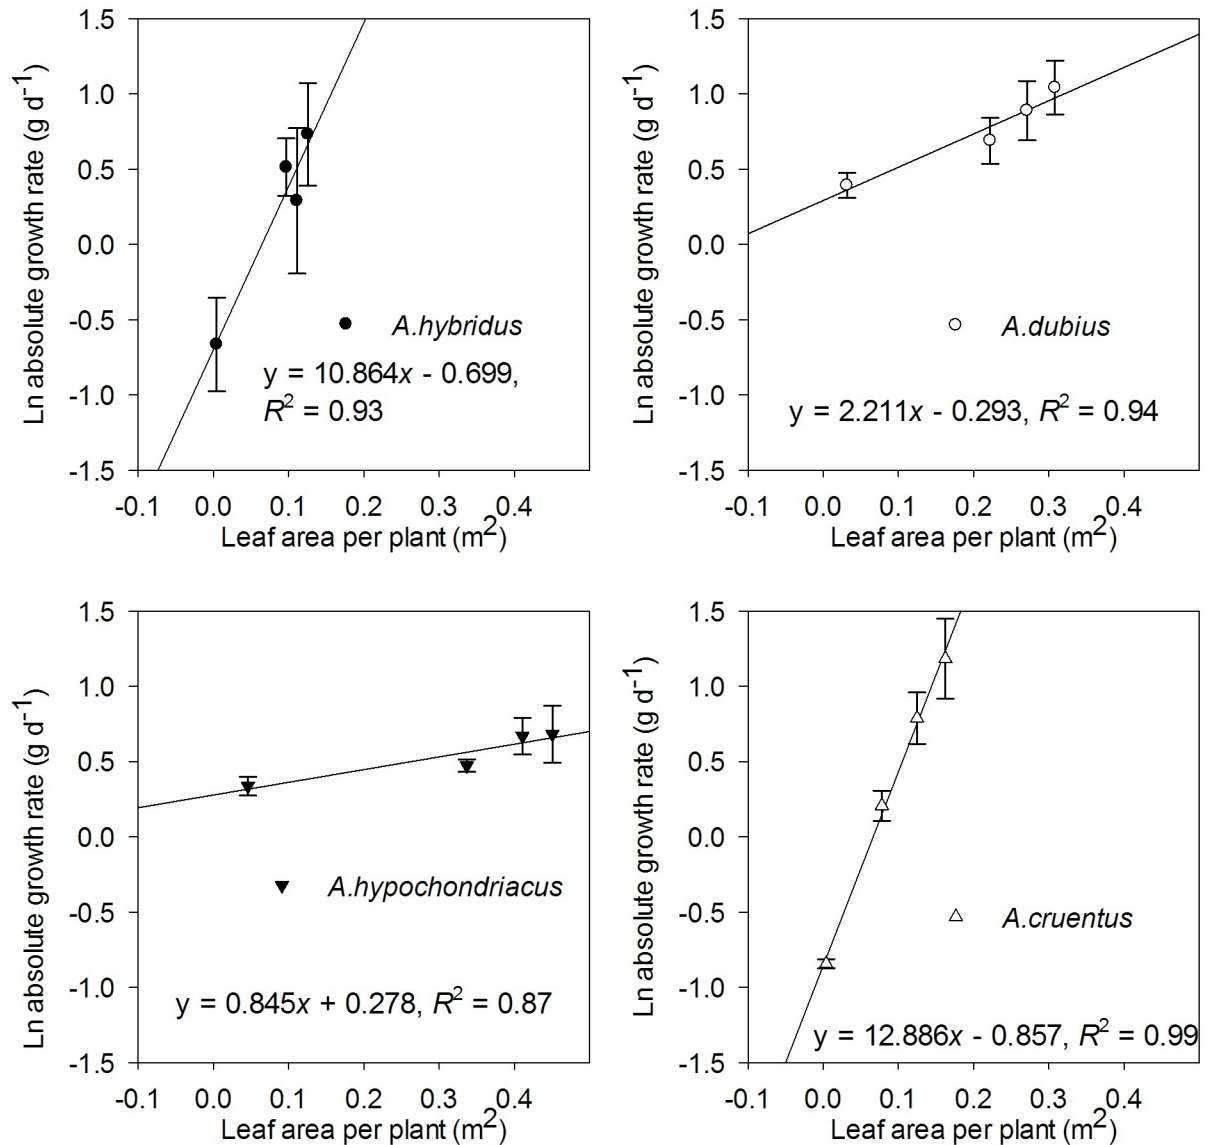 Ln absolute growth rate (g d⁻¹)
1.5
1.0
0.5
0.0
-0.5
-1.0
-1.5
A.hybridus
y = 10.864x - 0.699,
R² = 0.93
-0.1 0.0 0.1 0.2 0.3 0.4
Leaf area per plant (m²)
Ln absolute growth rate (g d⁻¹)
1.5
1.0
0.5
0.0
-0.5
-1.0
-1.5
A.dubius
y = 2.211x - 0.293, R² = 0.94
-0.1 0.0 0.1 0.2 0.3 0.4
Leaf area per plant (m²)
Ln absolute growth rate (g d⁻¹)
1.5
1.0
0.5
0.0
-0.5
-1.0
-1.5
A.hypochondriacus
y = 0.845x + 0.278, R² = 0.87
-0.1 0.0 0.1 0.2 0.3 0.4
Leaf area per plant (m²)
Ln absolute growth rate (g d⁻¹)
1.5
1.0
0.5
0.0
-0.5
-1.0
-1.5
A.cruentus
y = 12.886x - 0.857, R² = 0.99
-0.1 0.0 0.1 0.2 0.3 0.4
Leaf area per plant (m²)